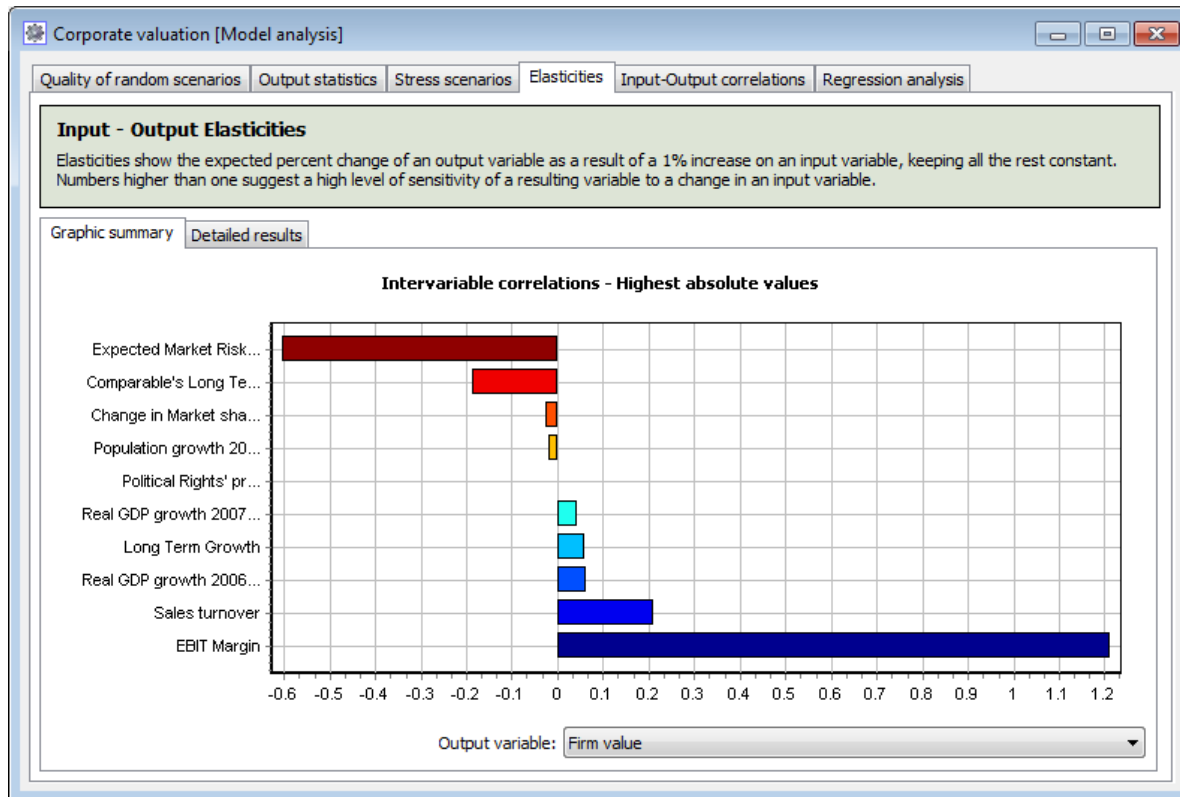 Corporate valuation [Model analysis]
Quality of random scenarios Output statistics Stress scenarios Elasticities Input-Output correlations Regression analysis
Input - Output Elasticities
Elasticities show the expected percent change of an output variable as a result of a 1% increase on an input variable, keeping all the rest constant.
Numbers higher than one suggest a high level of sensitivity of a resulting variable to a change in an input variable.
Graphic summary Detailed results
Intervariable correlations - Highest absolute values
Expected Market Risk...
Comparable's Long Te...
Change in Market sha...
Population growth 20...
Political Rights' pr...
Real GDP growth 2007...
Long Term Growth
Real GDP growth 2006...
Sales turnover
EBIT Margin
-0.6 -0.5 -0.4 -0.3 -0.2 -0.1 0 0.1 0.2 0.3 0.4 0.5 0.6 0.7 0.8 0.9 1 1.1 1.2
Output variable: Firm value